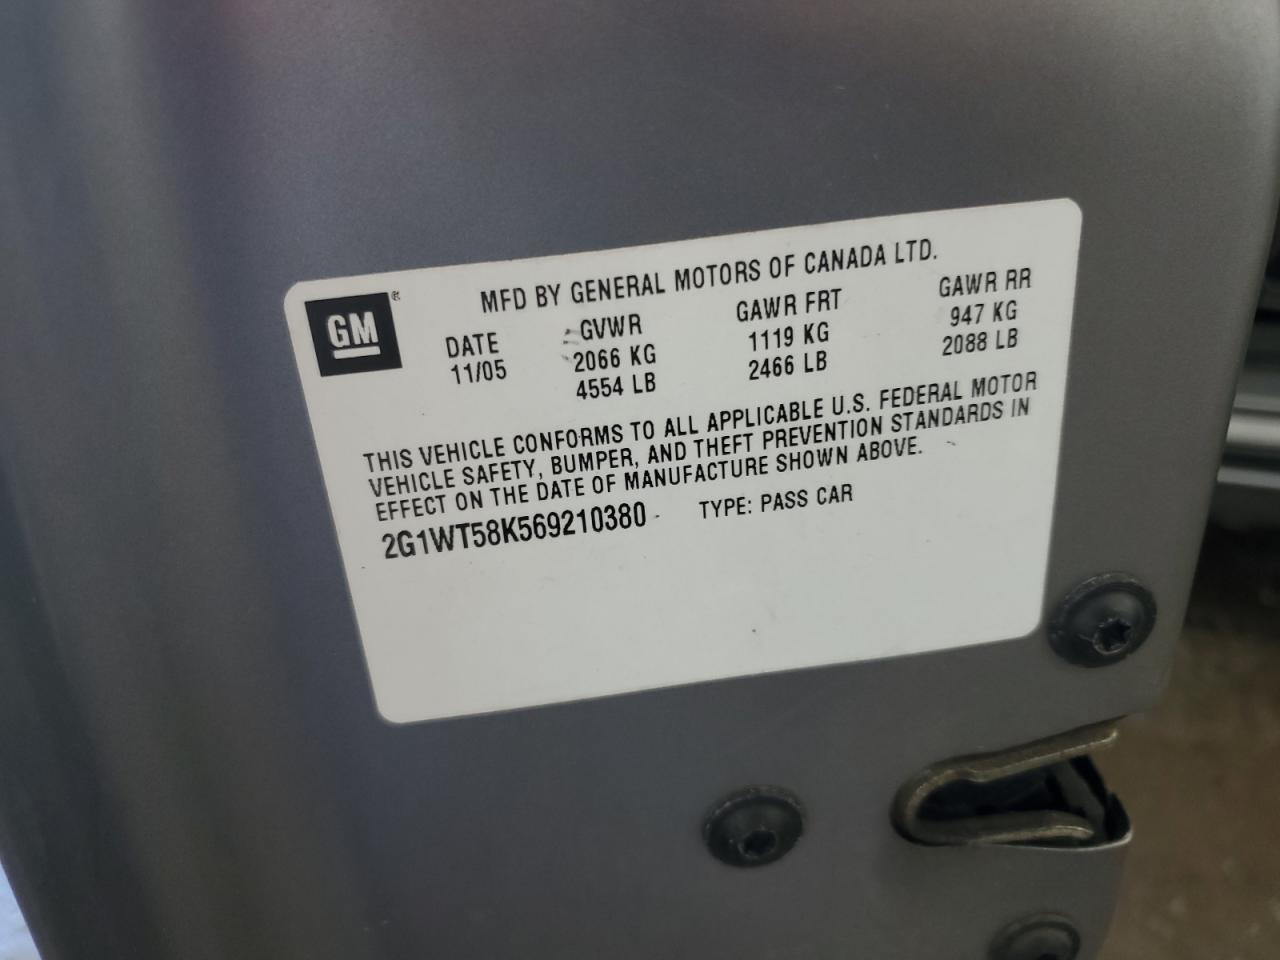 GM
®
MFD BY GENERAL MOTORS OF CANADA LTD.
DATE GVWR GAWR FRT GAWR RR
11/05 2066 KG 1119 KG 947 KG
4554 LB 2466 LB 2088 LB
THIS VEHICLE CONFORMS TO ALL APPLICABLE U.S. FEDERAL MOTOR
VEHICLE SAFETY, BUMPER, AND THEFT PREVENTION STANDARDS IN
EFFECT ON THE DATE OF MANUFACTURE SHOWN ABOVE.
2G1WT58K569210380 TYPE: PASS CAR